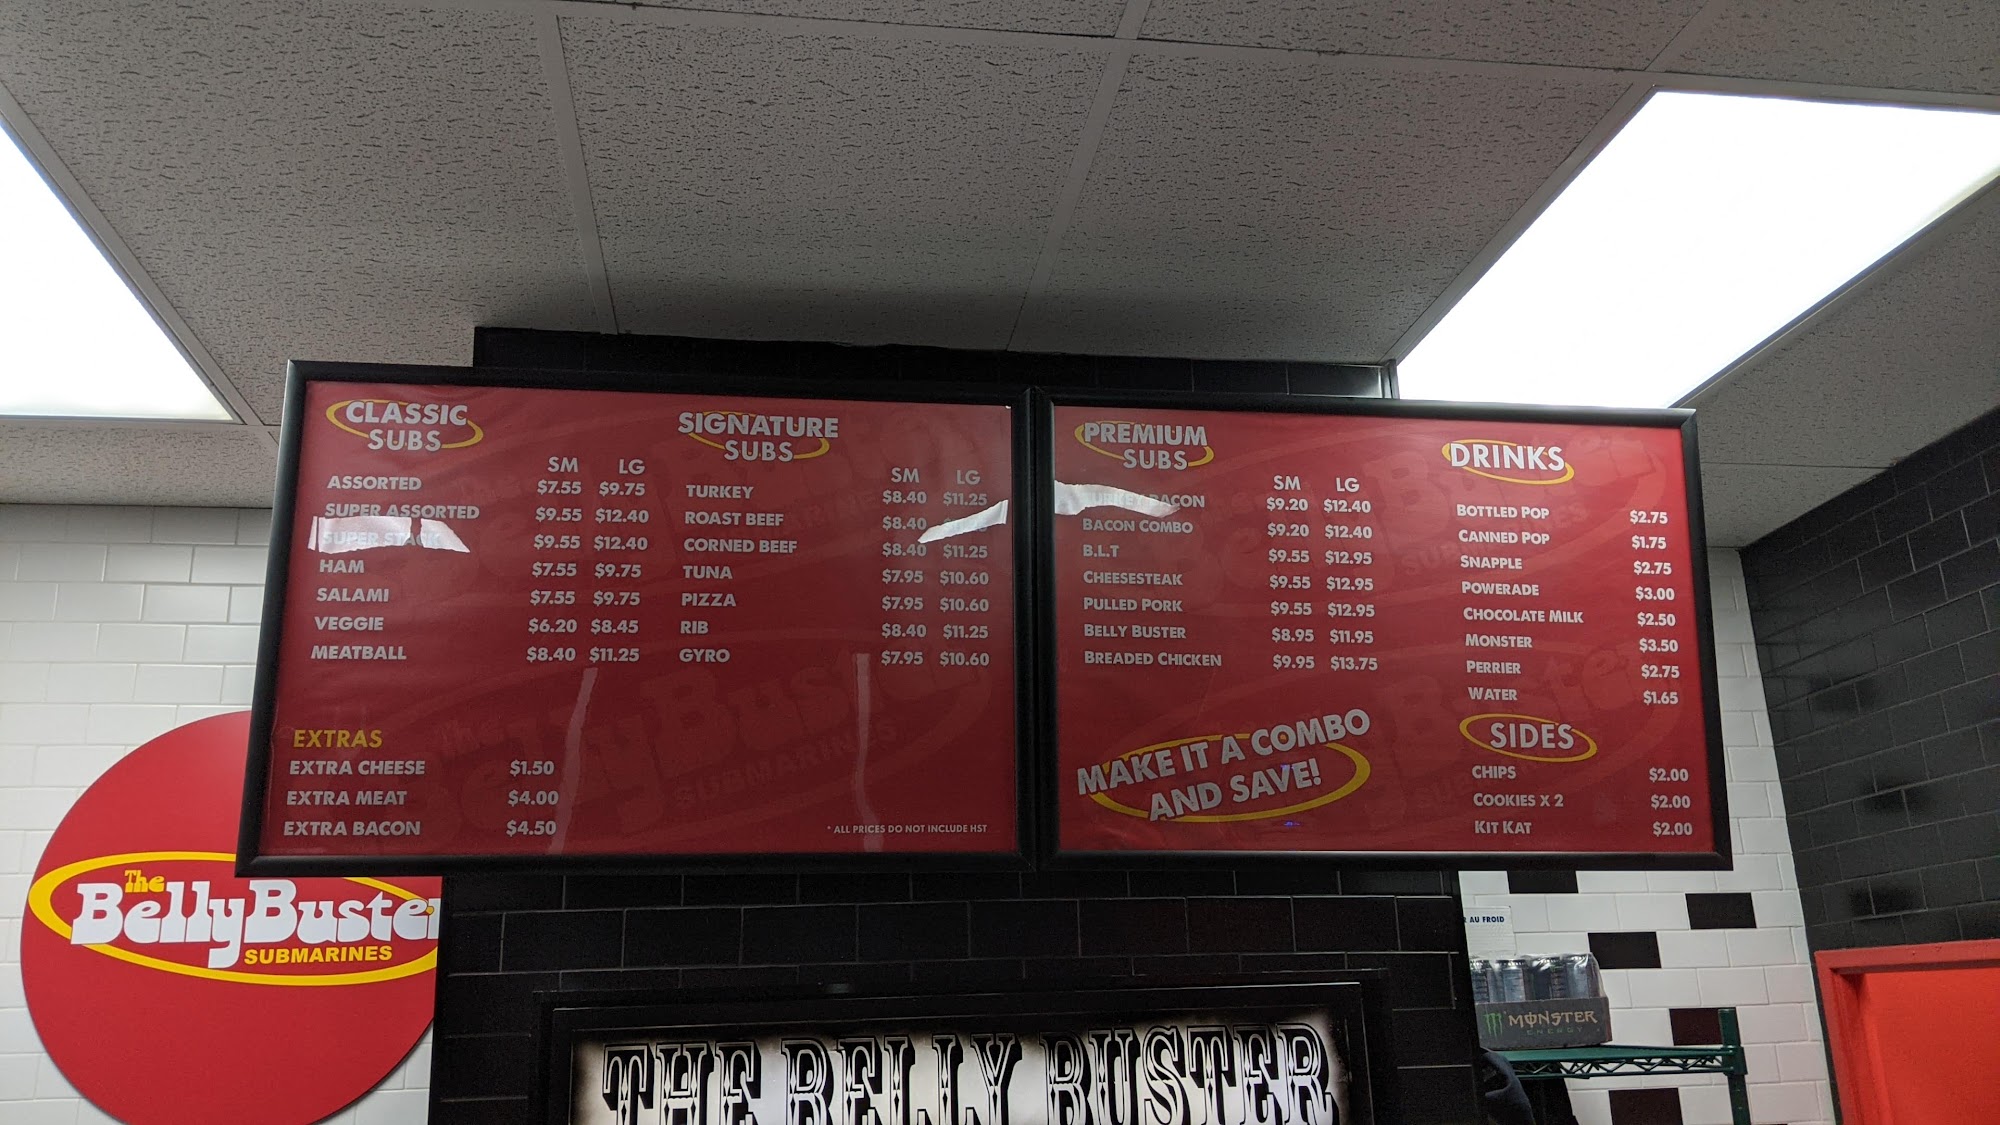 CLASSIC
SUBS
SM LG
ASSORTED $7.55 $9.75
SUPER ASSORTED $9.55 $12.40
SUPER STACK $9.55 $12.40
HAM $7.55 $9.75
SALAMI $7.55 $9.75
VEGGIE $6.20 $8.45
MEATBALL $8.40 $11.25
EXTRAS
EXTRA CHEESE $1.50
EXTRA MEAT $4.00
EXTRA BACON $4.50
SIGNATURE
SUBS
SM LG
TURKEY $8.40 $11.25
ROAST BEEF $8.40
CORNED BEEF $8.40 $11.25
TUNA $7.95 $10.60
PIZZA $7.95 $10.60
RIB $8.40 $11.25
GYRO $7.95 $10.60
* ALL PRICES DO NOT INCLUDE HST
PREMIUM
SUBS
SM LG
TURKEY BACON $9.20 $12.40
BACON COMBO $9.20 $12.40
B.L.T $9.55 $12.95
CHEESESTEAK $9.55 $12.95
PULLED PORK $9.55 $12.95
BELLY BUSTER $8.95 $11.95
BREADED CHICKEN $9.95 $13.75
MAKE IT A COMBO
AND SAVE!
DRINKS
BOTTLED POP $2.75
CANNED POP $1.75
SNAPPLE $2.75
POWERADE $3.00
CHOCOLATE MILK $2.50
MONSTER $3.50
PERRIER $2.75
WATER $1.65
SIDES
CHIPS $2.00
COOKIES X 2 $2.00
KIT KAT $2.00
The
Belly Buster
SUBMARINES
THE BELLY BUSTER
AU FROID
MONSTER
ENERGY